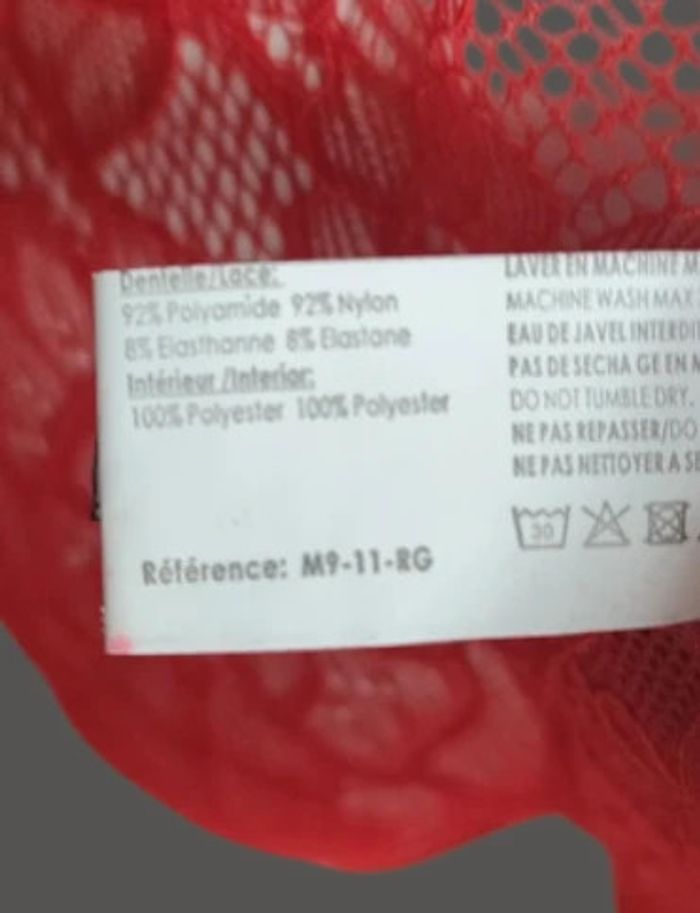 Dentelle/Lace:
92% Polyamide 92% Nylon
8% Elasthanne 8% Elastane
Intérieur /Interior:
100% Polyester 100% Polyester
Référence: M9-11-RG
LAVER EN MACHINE M
MACHINE WASH MAX
EAU DE JAVEL INTERDI
PAS DE SECHA GE EN M
DO NOT TUMBLE DRY.
NE PAS REPASSER/DO
NE PAS NETTOYER A SE
30